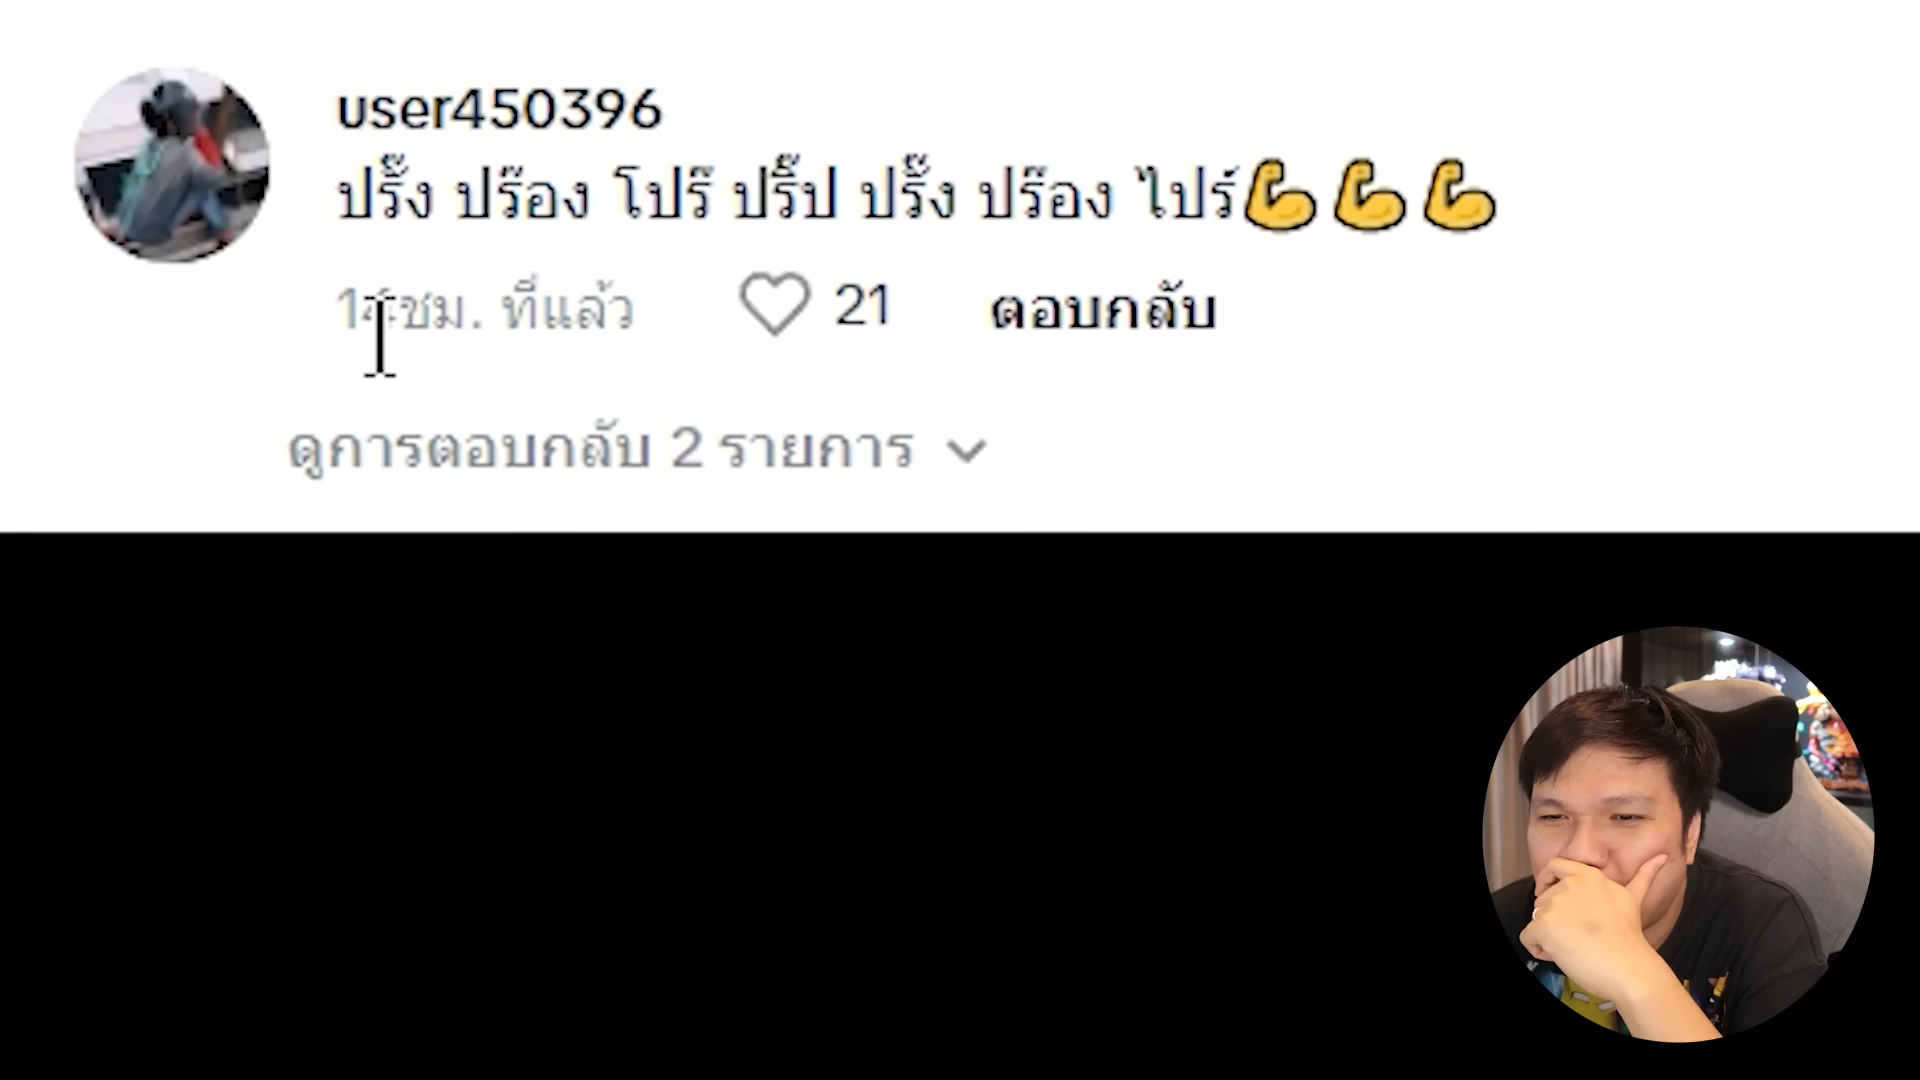 user450396
ปริ๊ง ปร๊อง โปร๊ ปริ๊ป ปริ๊ง ปร๊อง ไปร์💪💪💪
ชม. ที่แล้ว 21 ตอบกลับ
ดูการตอบกลับ 2 รายการ